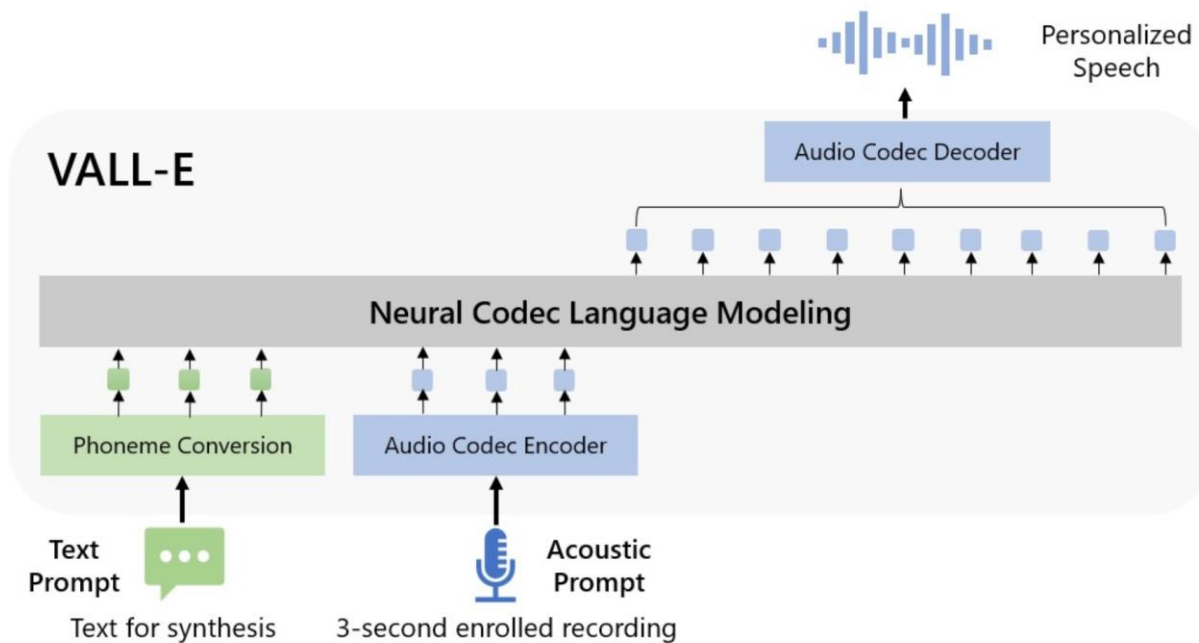 Personalized
Speech
Audio Codec Decoder
VALL-E
Neural Codec Language Modeling
Phoneme Conversion
Audio Codec Encoder
Text
Prompt
Acoustic
Prompt
Text for synthesis
3-second enrolled recording